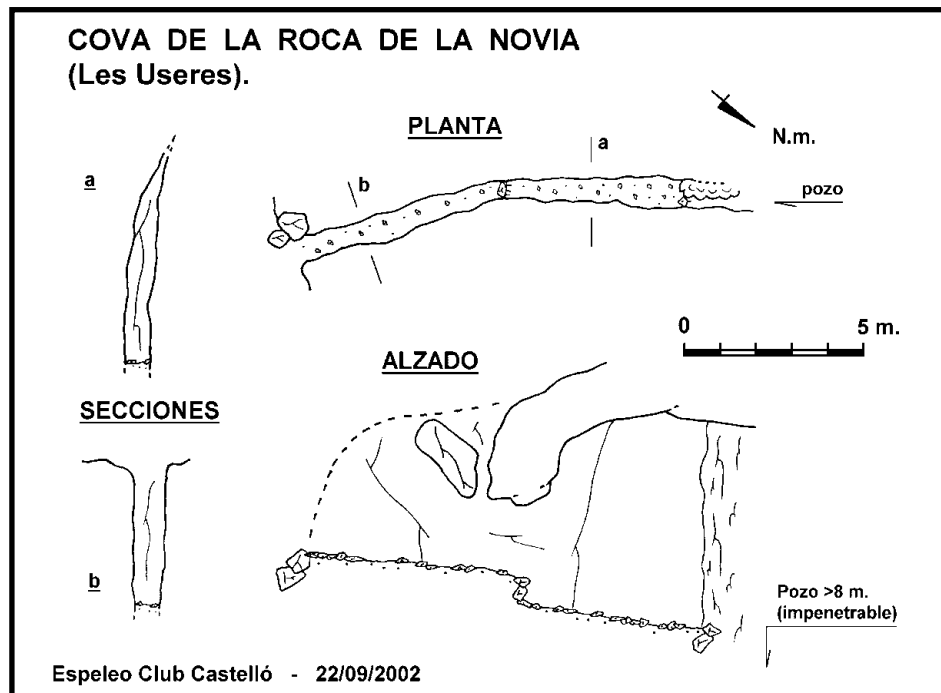 COVA DE LA ROCA DE LA NOVIA
(Les Useres).
PLANTA
N.m.
a
a
b
pozo
0 5 m.
ALZADO
SECCIONES
b
Pozo >8 m.
(impenetrable)
Espeleo Club Castelló - 22/09/2002